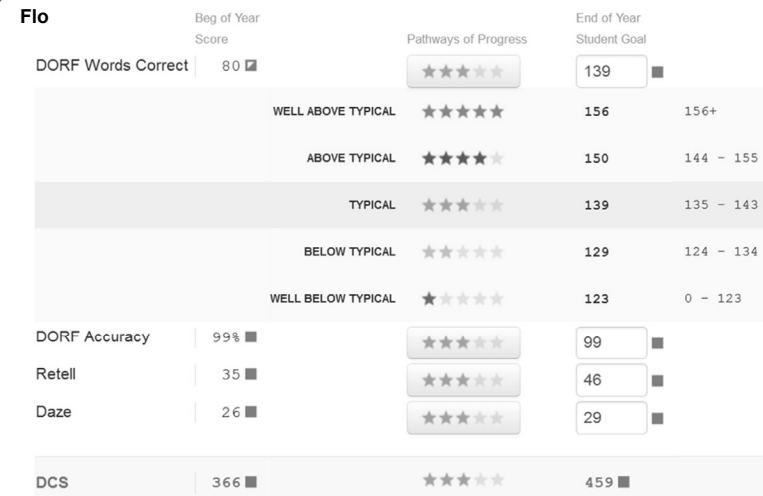 Flo
Beg of Year Score
Pathways of Progress
End of Year Student Goal
DORF Words Correct 80 139
WELL ABOVE TYPICAL 156 156+
ABOVE TYPICAL 150 144 - 155
TYPICAL 139 135 - 143
BELOW TYPICAL 129 124 - 134
WELL BELOW TYPICAL 123 0 - 123
DORF Accuracy 99% 99
Retell 35 46
Daze 26 29
DCS 366 459